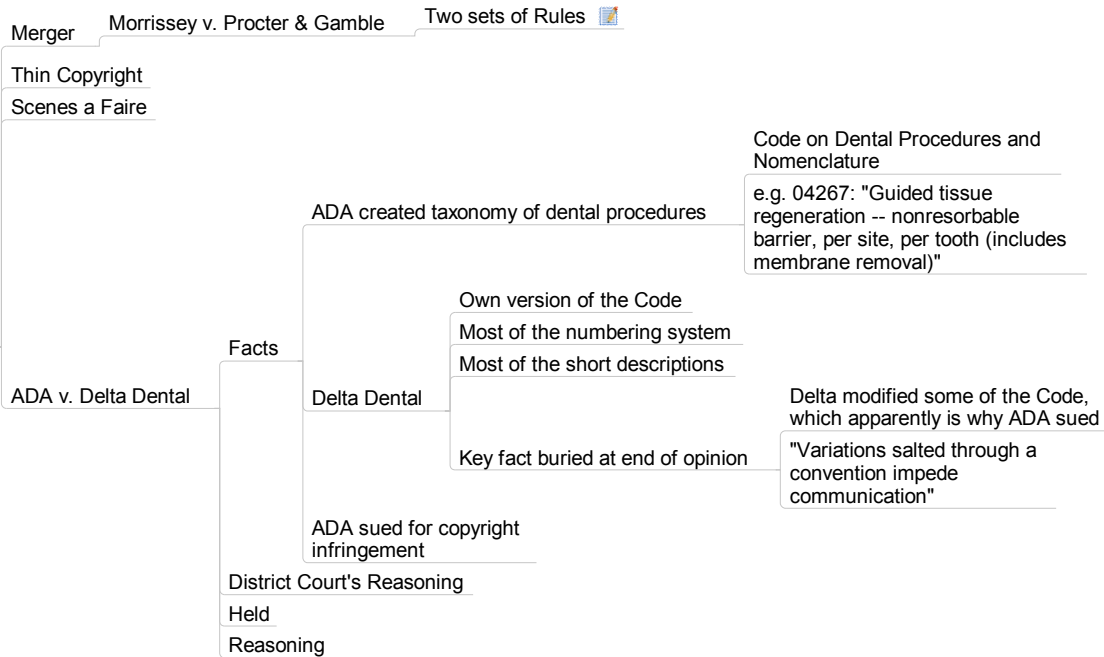 Merger
Morrissey v. Procter & Gamble
Two sets of Rules
Thin Copyright
Scenes a Faire
ADA v. Delta Dental
Facts
ADA created taxonomy of dental procedures
Code on Dental Procedures and
Nomenclature
e.g. 04267: "Guided tissue
regeneration -- nonresorbable
barrier, per site, per tooth (includes
membrane removal)"
Delta Dental
Own version of the Code
Most of the numbering system
Most of the short descriptions
Key fact buried at end of opinion
Delta modified some of the Code,
which apparently is why ADA sued
"Variations salted through a
convention impede
communication"
ADA sued for copyright
infringement
District Court's Reasoning
Held
Reasoning